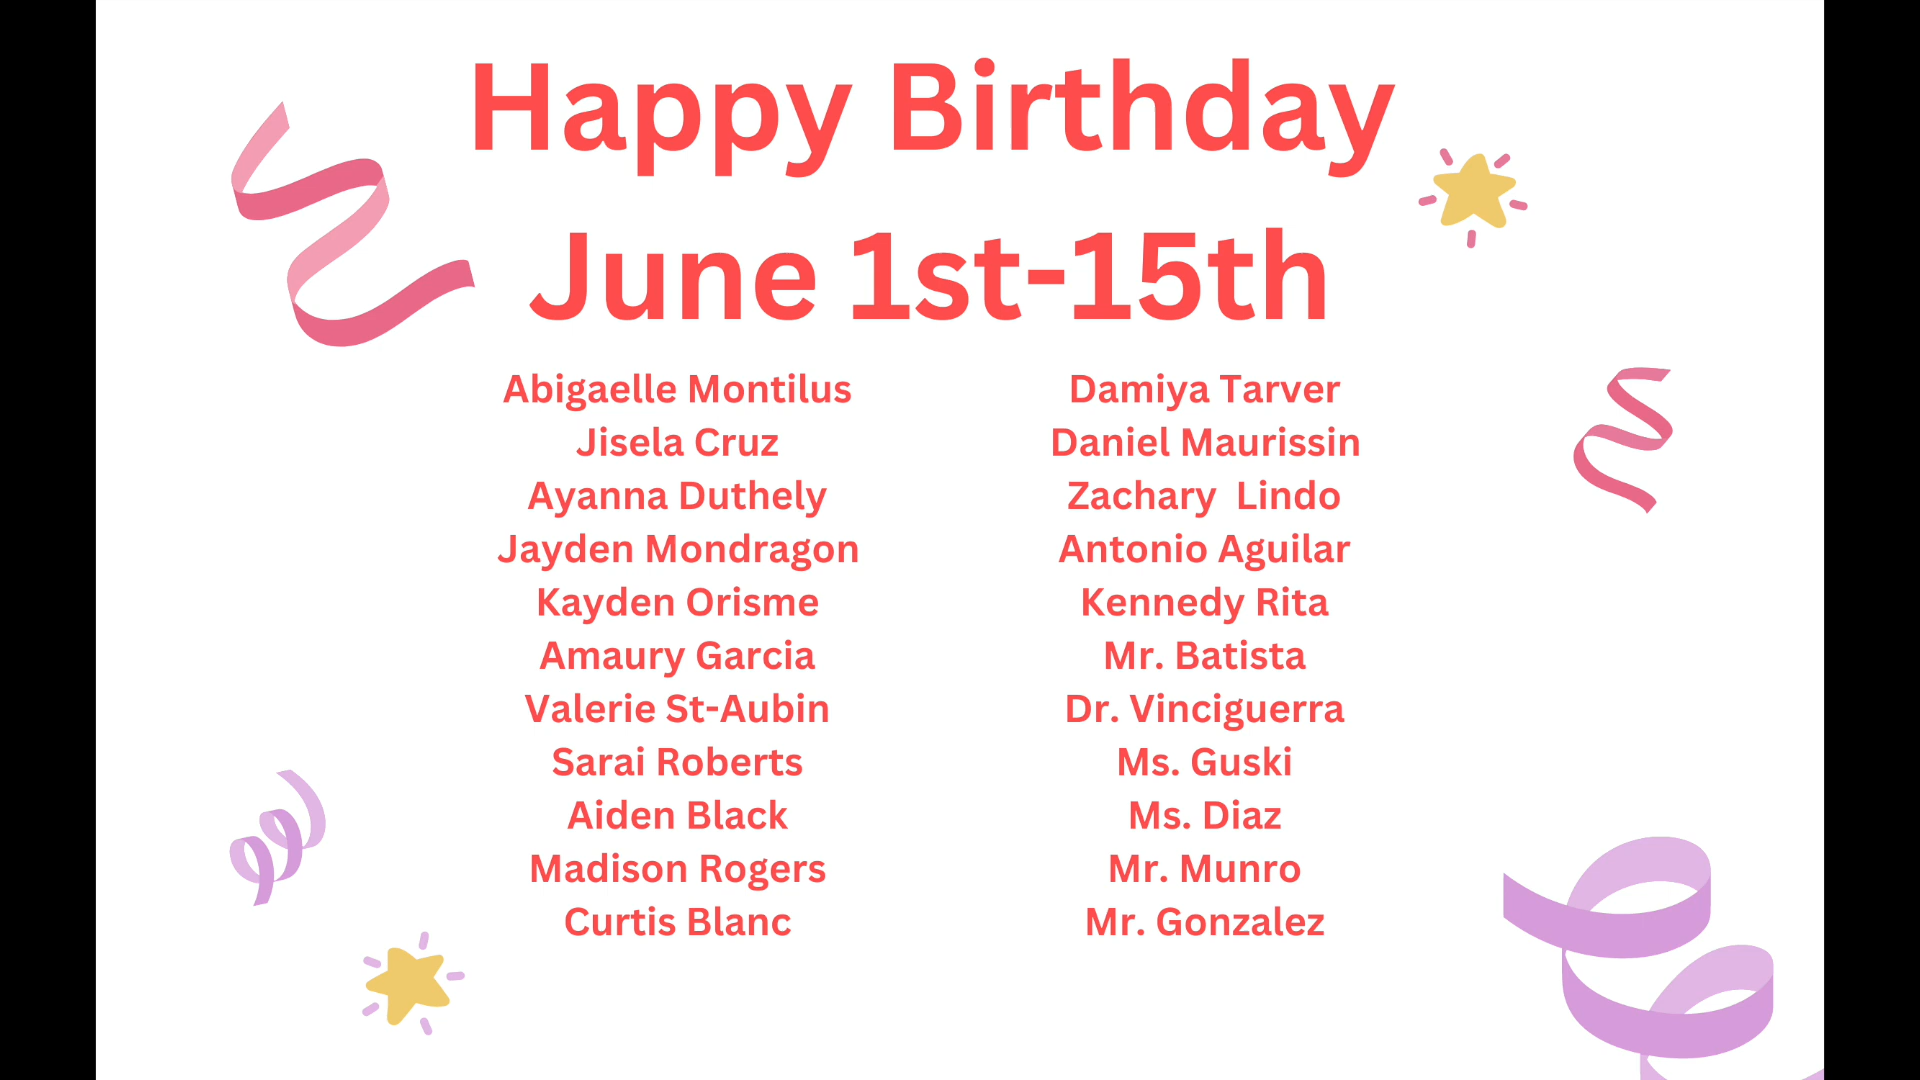 Happy Birthday
June 1st-15th
Abigaelle Montilus
Jisela Cruz
Ayanna Duthely
Jayden Mondragon
Kayden Orisme
Amaury Garcia
Valerie St-Aubin
Sarai Roberts
Aiden Black
Madison Rogers
Curtis Blanc
Damiya Tarver
Daniel Maurissin
Zachary  Lindo
Antonio Aguilar
Kennedy Rita
Mr. Batista
Dr. Vinciguerra
Ms. Guski
Ms. Diaz
Mr. Munro
Mr. Gonzalez